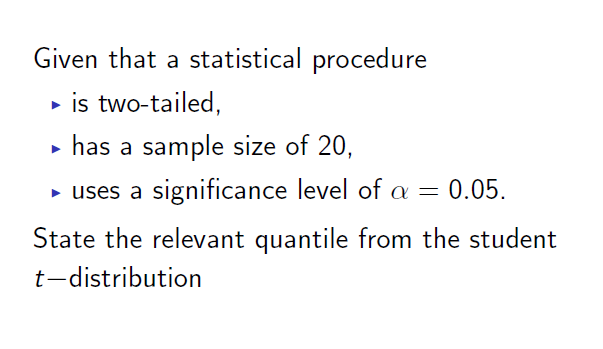 Given that a statistical procedure
▶ is two-tailed,
▶ has a sample size of 20,
▶ uses a significance level of α = 0.05.
State the relevant quantile from the student
t−distribution